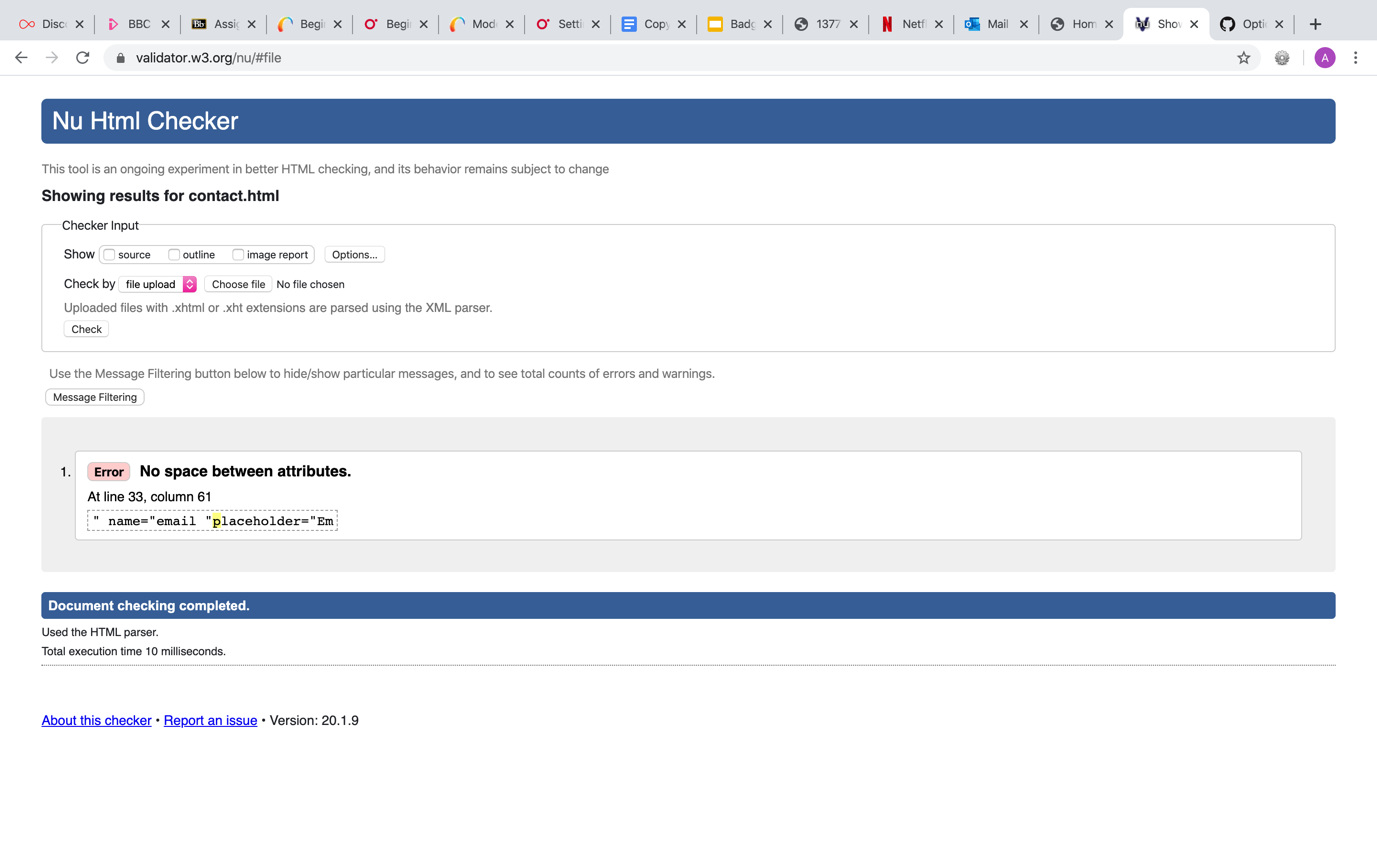 Disc BBC Assig Begi Begi Mod Setti Copy Badg 1377 Netf Mail Hom Show Opti
validator.w3.org/nu/#file A
Nu Html Checker
This tool is an ongoing experiment in better HTML checking, and its behavior remains subject to change
Showing results for contact.html
Checker Input
Show source outline image report Options...
Check by file upload Choose file No file chosen
Uploaded files with .xhtml or .xht extensions are parsed using the XML parser.
Check
Use the Message Filtering button below to hide/show particular messages, and to see total counts of errors and warnings.
Message Filtering
1. Error No space between attributes.
At line 33, column 61
" name="email "placeholder="Em
Document checking completed.
Used the HTML parser.
Total execution time 10 milliseconds.
About this checker • Report an issue • Version: 20.1.9